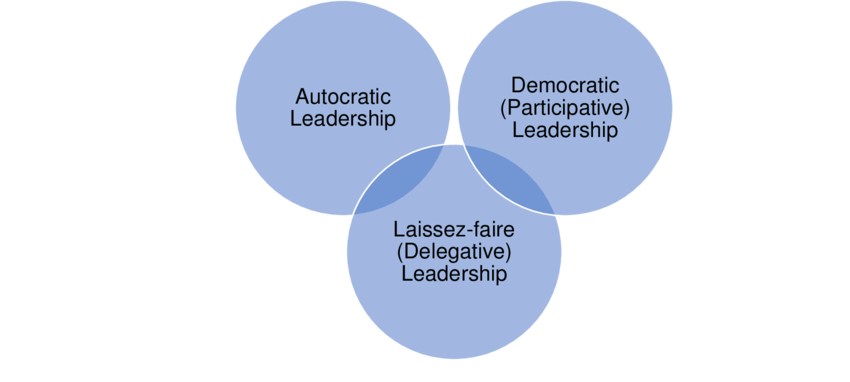 Autocratic
Leadership
Democratic
(Participative)
Leadership
Laissez-faire
(Delegative)
Leadership